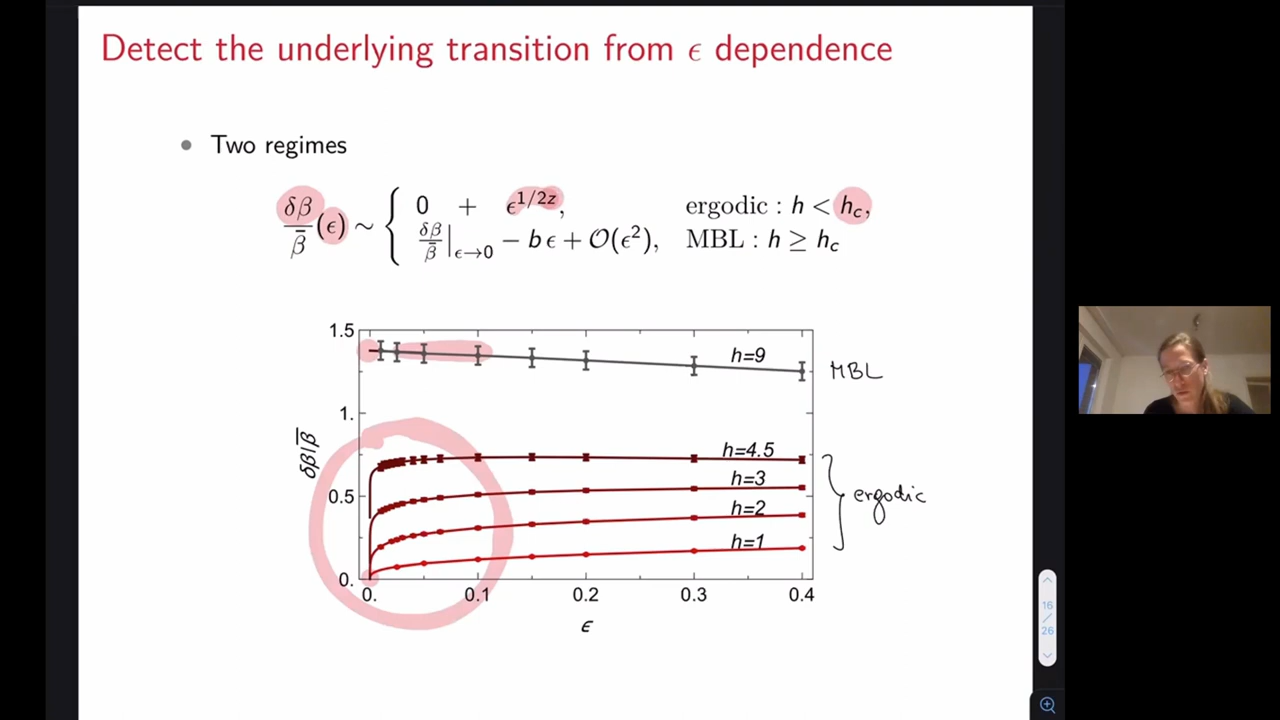 Detect the underlying transition from ϵ dependence
• Two regimes
δβ/β̄ (ϵ) ∼ { 0 + ϵ^{1/2z}, ergodic : h < h_c,
δβ/β̄ |_{ϵ→0} − b ϵ + 𝒪(ϵ²), MBL : h ≥ h_c
1.5
h=9
MBL
1.
δβ/β̄
h=4.5
h=3
0.5
ergodic
h=2
h=1
0.
0. 0.1 0.2 0.3 0.4
ϵ
16
/
26